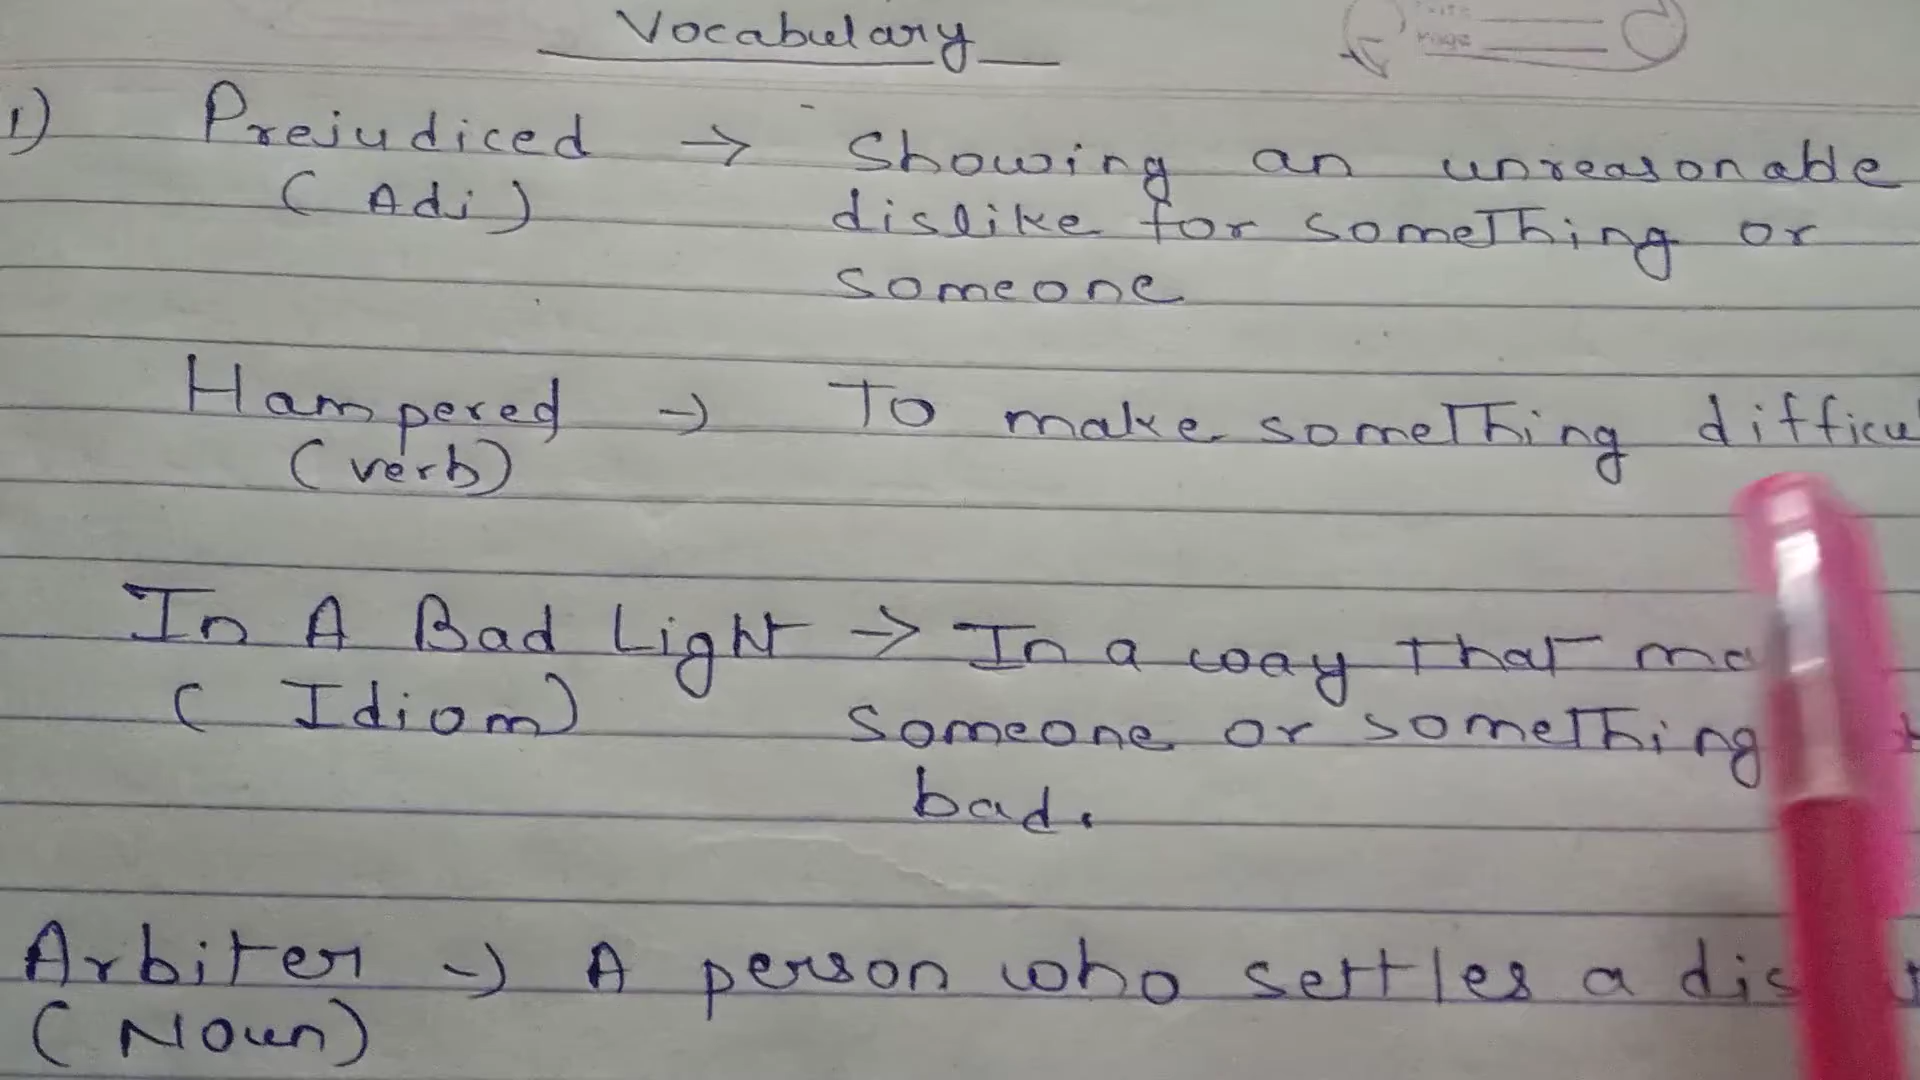 Vocabulary
1) Prejudiced → Showing an unreasonable
(Adj) dislike for something or
someone
Hampered → To make something
(verb)
In A Bad Light → In a way that
(Idiom) someone or something
bad.
Arbiter → A person who settles a
(Noun)